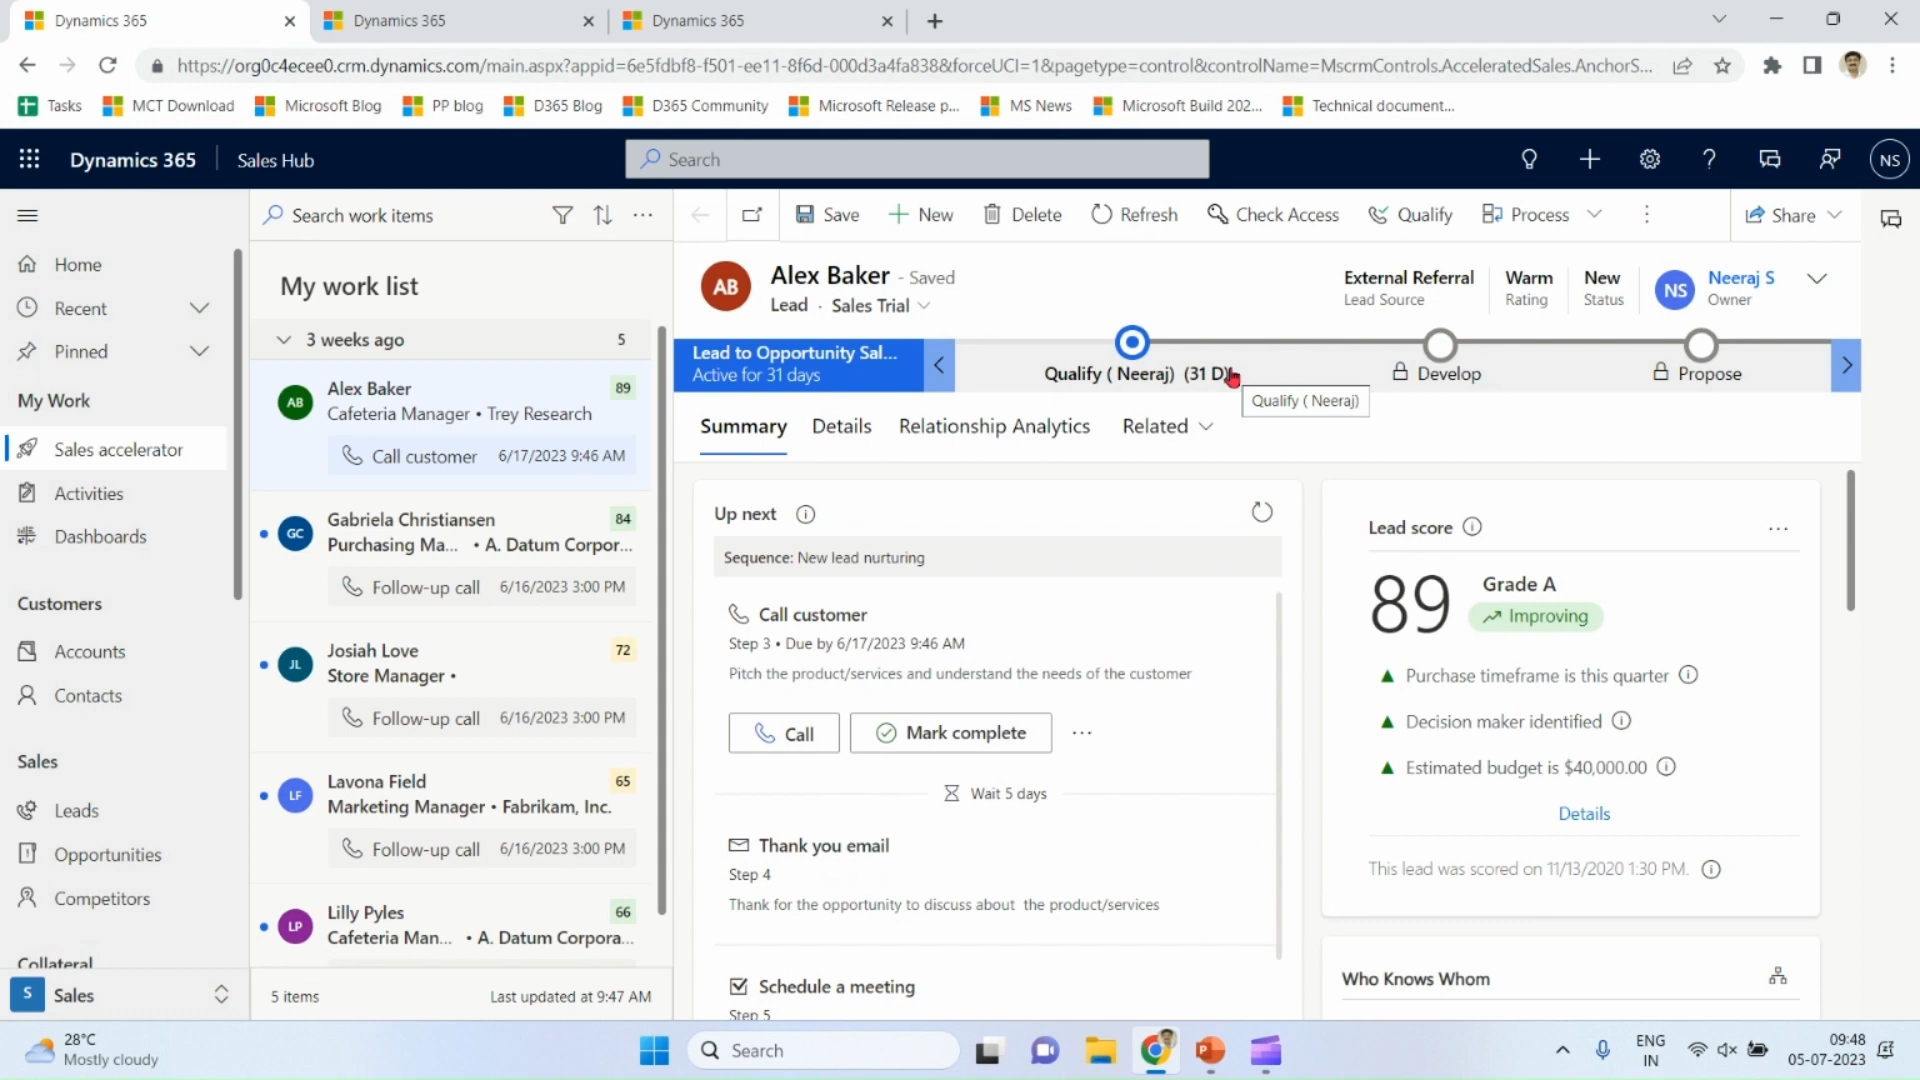 Dynamics 365
Dynamics 365
Dynamics 365
https://org0c4ecee0.crm.dynamics.com/main.aspx?appid=6e5fdbf8-f501-ee11-8f6d-000d3a4fa838&forceUCI=1&pagetype=control&controlName=MscrmControls.AcceleratedSales.AnchorS...
Tasks
MCT Download
Microsoft Blog
PP blog
D365 Blog
D365 Community
Microsoft Release p...
MS News
Microsoft Build 202...
Technical document...
Dynamics 365
Sales Hub
Search
NS
Home
Recent
Pinned
My Work
Sales accelerator
Activities
Dashboards
Customers
Accounts
Contacts
Sales
Leads
Opportunities
Competitors
Collateral
S
Sales
Search work items
My work list
3 weeks ago 5
AB
Alex Baker 89
Cafeteria Manager • Trey Research
Call customer 6/17/2023 9:46 AM
GC
Gabriela Christiansen 84
Purchasing Ma... • A. Datum Corpor...
Follow-up call 6/16/2023 3:00 PM
JL
Josiah Love 72
Store Manager •
Follow-up call 6/16/2023 3:00 PM
LF
Lavona Field 65
Marketing Manager • Fabrikam, Inc.
Follow-up call 6/16/2023 3:00 PM
LP
Lilly Pyles 66
Cafeteria Man... • A. Datum Corpora...
5 items
Last updated at 9:47 AM
Save
New
Delete
Refresh
Check Access
Qualify
Process
Share
AB
Alex Baker - Saved
Lead · Sales Trial
External Referral
Lead Source
Warm
Rating
New
Status
NS
Neeraj S
Owner
Lead to Opportunity Sal...
Active for 31 days
Qualify ( Neeraj) (31 D)
Develop
Propose
Qualify ( Neeraj)
Summary
Details
Relationship Analytics
Related
Up next
Sequence: New lead nurturing
Call customer
Step 3 • Due by 6/17/2023 9:46 AM
Pitch the product/services and understand the needs of the customer
Call
Mark complete
Wait 5 days
Thank you email
Step 4
Thank for the opportunity to discuss about the product/services
Schedule a meeting
Step 5
Lead score
89
Grade A
Improving
Purchase timeframe is this quarter
Decision maker identified
Estimated budget is $40,000.00
Details
This lead was scored on 11/13/2020 1:30 PM.
Who Knows Whom
28°C
Mostly cloudy
Search
ENG
IN
09:48
05-07-2023